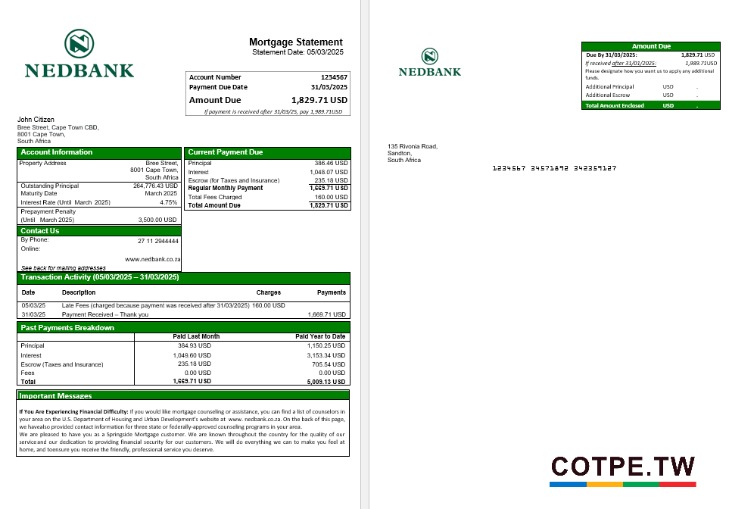 NEDBANK
Mortgage Statement
Statement Date: 05/03/2025
Account Number 1234567
Payment Due Date 31/05/2025
Amount Due 1,829.71 USD
If payment is received after 31/03/25, pay 1,989.71USD
John Citizen
Bree Street, Cape Town CBD,
8001 Cape Town,
South Africa
Account Information
Property Address Bree Street,
8001 Cape Town,
South Africa
Outstanding Principal 264,776.43 USD
Maturity Date March 2025
Interest Rate (Until March 2025) 4.75%
Prepayment Penalty
(Until March 2025) 3,500.00 USD
Contact Us
By Phone: 27 11 2944444
Online:
www.nedbank.co.za
See back for mailing addresses
Current Payment Due
Principal 386.46 USD
Interest 1,048.07 USD
Escrow (for Taxes and Insurance) 235.18 USD
Regular Monthly Payment 1,669.71 USD
Total Fees Charged 160.00 USD
Total Amount Due 1,829.71 USD
Transaction Activity (05/03/2025 – 31/03/2025)
Date Description Charges Payments
05/03/25 Late Fees (charged because payment was received after 31/03/2025) 160.00 USD
31/03/25 Payment Received – Thank you 1,669.71 USD
Past Payments Breakdown
Paid Last Month Paid Year to Date
Principal 384.93 USD 1,150.25 USD
Interest 1,049.60 USD 3,153.34 USD
Escrow (Taxes and Insurance) 235.18 USD 705.54 USD
Fees 0.00 USD 0.00 USD
Total 1,669.71 USD 5,009.13 USD
Important Messages
If You Are Experiencing Financial Difficulty: If you would like mortgage counseling or assistance, you can find a list of counselors in
your area on the U.S. Department of Housing and Urban Development's website at www. nedbank.co.za. On the back of this page,
we havealso provided contact information for three state or federally-approved counseling programs in your area.
We are pleased to have you as a Springside Mortgage customer. We are known throughout the country for the quality of our
service and our dedication to providing financial security for our customers. We will do everything we can to make you feel at
home, and toensure you receive the friendly, professional service you deserve.
NEDBANK
Amount Due
Due By 31/03/2025: 1,829.71 USD
If received after 31/03/2025: 1,989.71USD
Please designate how you want us to apply any additional
funds.
Additional Principal USD .
Additional Escrow USD .
Total Amount Enclosed USD .
135 Rivonia Road,
Sandton,
South Africa
1234567 34571892 342359127
COTPE.TW